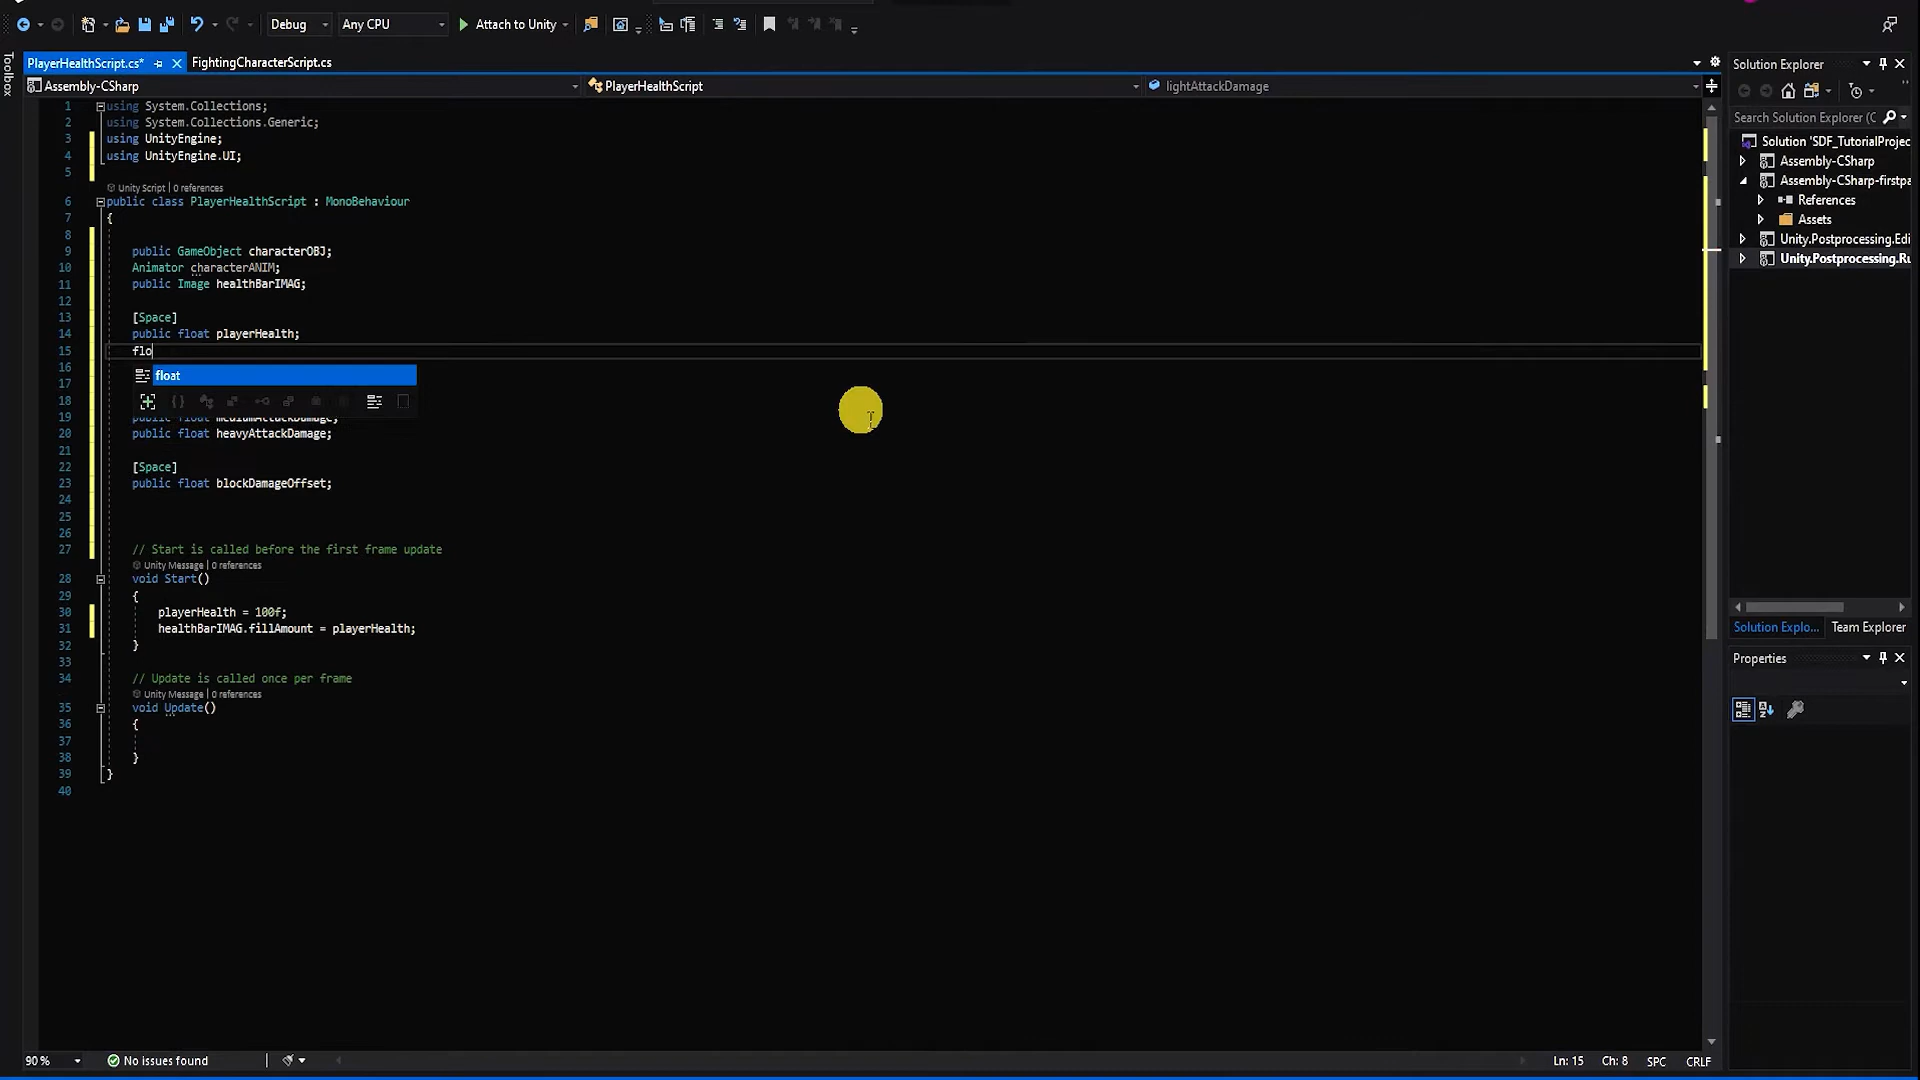 Debug
Any CPU
Attach to Unity
Toolbox
PlayerHealthScript.cs*
FightingCharacterScript.cs
Assembly-CSharp
PlayerHealthScript
lightAttackDamage
1 using System.Collections;
2 using System.Collections.Generic;
3 using UnityEngine;
4 using UnityEngine.UI;
5
Unity Script | 0 references
6 public class PlayerHealthScript : MonoBehaviour
7 {
8
9 public GameObject characterOBJ;
10 Animator characterANIM;
11 public Image healthBarIMAG;
12
13 [Space]
14 public float playerHealth;
15 flo
float
16
17
18
19 public float mediumAttackDamage;
20 public float heavyAttackDamage;
21
22 [Space]
23 public float blockDamageOffset;
24
25
26
27 // Start is called before the first frame update
Unity Message | 0 references
28 void Start()
29 {
30 playerHealth = 100f;
31 healthBarIMAG.fillAmount = playerHealth;
32 }
33
34 // Update is called once per frame
Unity Message | 0 references
35 void Update()
36 {
37
38 }
39 }
40
90 %
No issues found
Ln: 15
Ch: 8
SPC
CRLF
Solution Explorer
Search Solution Explorer (C
Solution 'SDF_TutorialProjec
Assembly-CSharp
Assembly-CSharp-firstpa
References
Assets
Unity.Postprocessing.Edi
Unity.Postprocessing.Ru
Solution Explo...
Team Explorer
Properties